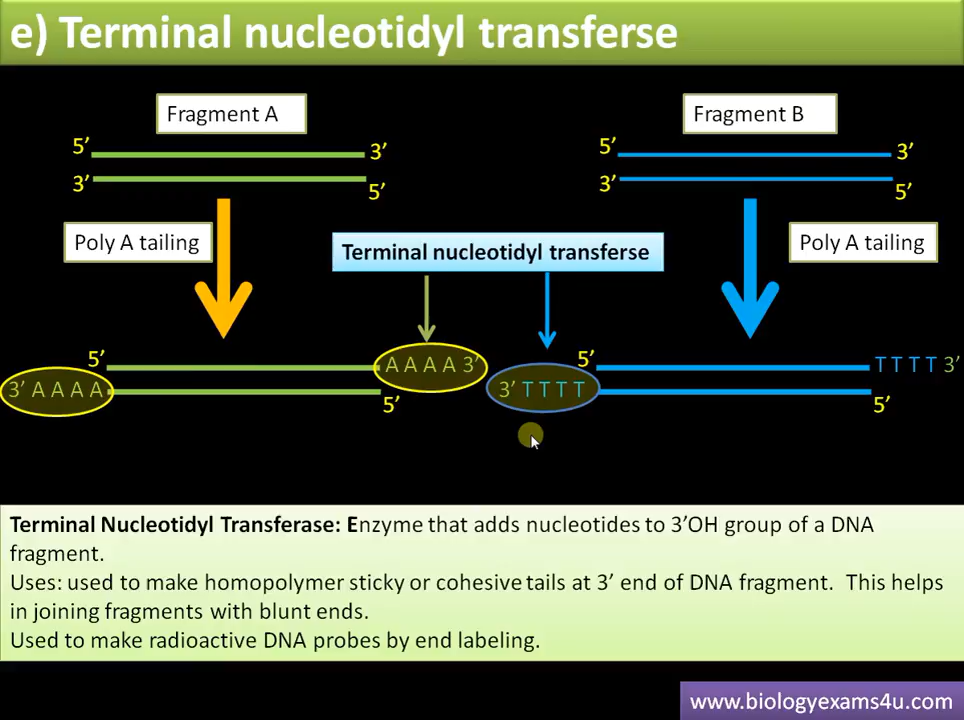 e) Terminal nucleotidyl transferse
Fragment A
Fragment B
5’ 3’
3’ 5’
5’ 3’
3’ 5’
Poly A tailing
Terminal nucleotidyl transferse
Poly A tailing
5’ A A A A 3’
3’ A A A A 5’
5’ T T T T 3’
3’ T T T T 5’
Terminal Nucleotidyl Transferase: Enzyme that adds nucleotides to 3’OH group of a DNA
fragment.
Uses: used to make homopolymer sticky or cohesive tails at 3’ end of DNA fragment. This helps
in joining fragments with blunt ends.
Used to make radioactive DNA probes by end labeling.
www.biologyexams4u.com